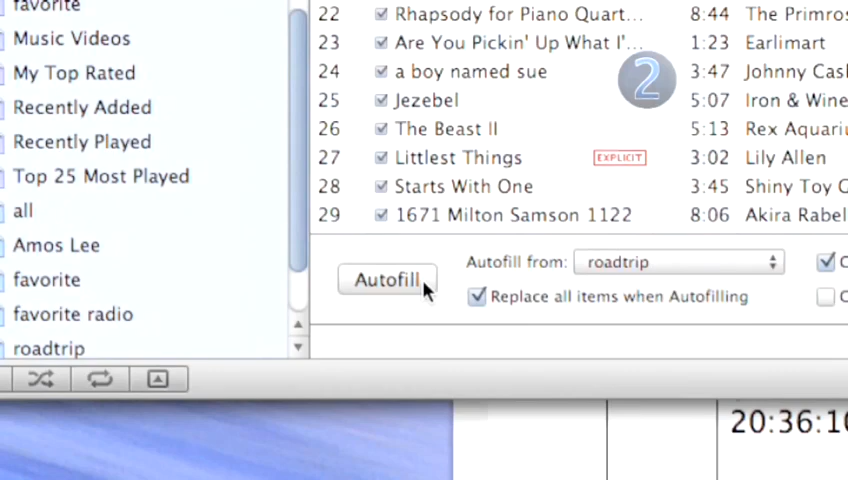 favorite
Music Videos
My Top Rated
Recently Added
Recently Played
Top 25 Most Played
all
Amos Lee
favorite
favorite radio
roadtrip
22 Rhapsody for Piano Quart... 8:44 The Primros
23 Are You Pickin' Up What I'... 1:23 Earlimart
24 a boy named sue 3:47 Johnny Cas
25 Jezebel 5:07 Iron & Wine
26 The Beast II 5:13 Rex Aquari
27 Littlest Things EXPLICIT 3:02 Lily Allen
28 Starts With One 3:45 Shiny Toy G
29 1671 Milton Samson 1122 8:06 Akira Rabel
2
Autofill
Autofill from: roadtrip
Replace all items when Autofilling
20:36:10